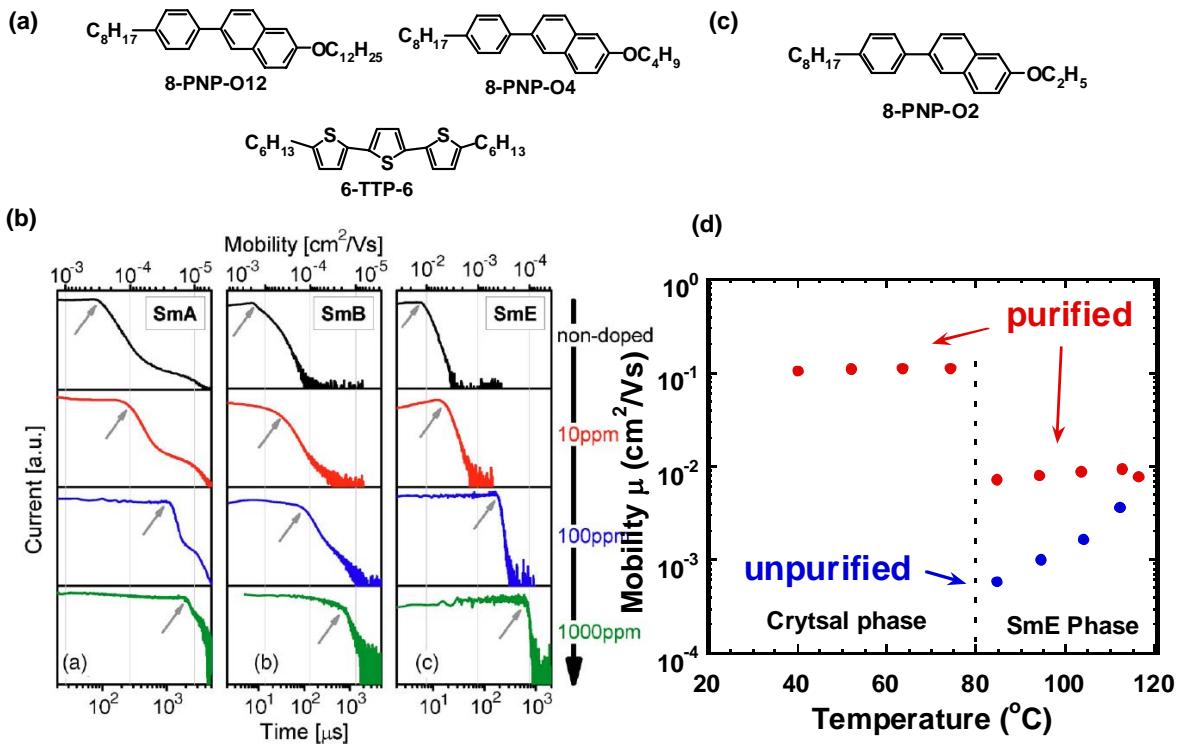 (a)
C8H17
OC12H25
8-PNP-O12
C8H17
OC4H9
8-PNP-O4
C6H13
S
S
S
C6H13
6-TTP-6
(c)
C8H17
OC2H5
8-PNP-O2
(b)
Mobility [cm2/Vs]
10-3 10-4 10-5
10-3 10-4 10-5
10-2 10-3 10-4
SmA
SmB
SmE
non-doped
10ppm
100ppm
1000ppm
Current [a.u.]
(a)
(b)
(c)
102 103
101 102 103
101 102 103
Time [μs]
(d)
Mobility μ (cm2/Vs)
100
10-1
10-2
10-3
10-4
purified
unpurified
Crytsal phase
SmE Phase
20 40 60 80 100 120
Temperature (oC)